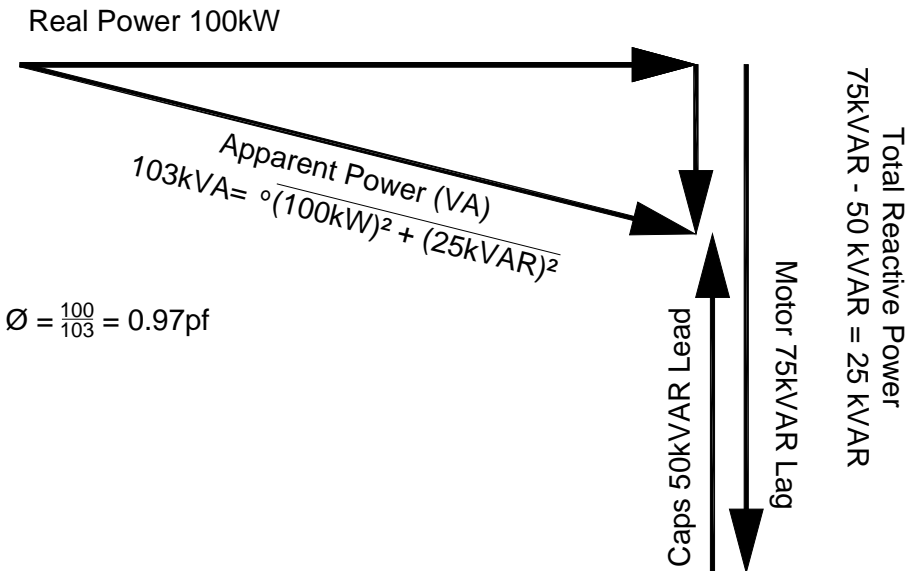 Real Power 100kW
Apparent Power (VA)
103kVA= °(100kW)² + (25kVAR)²
Ø = 100/103 = 0.97pf
Caps 50kVAR Lead
Motor 75kVAR Lag
Total Reactive Power
75kVAR - 50 kVAR = 25 kVAR